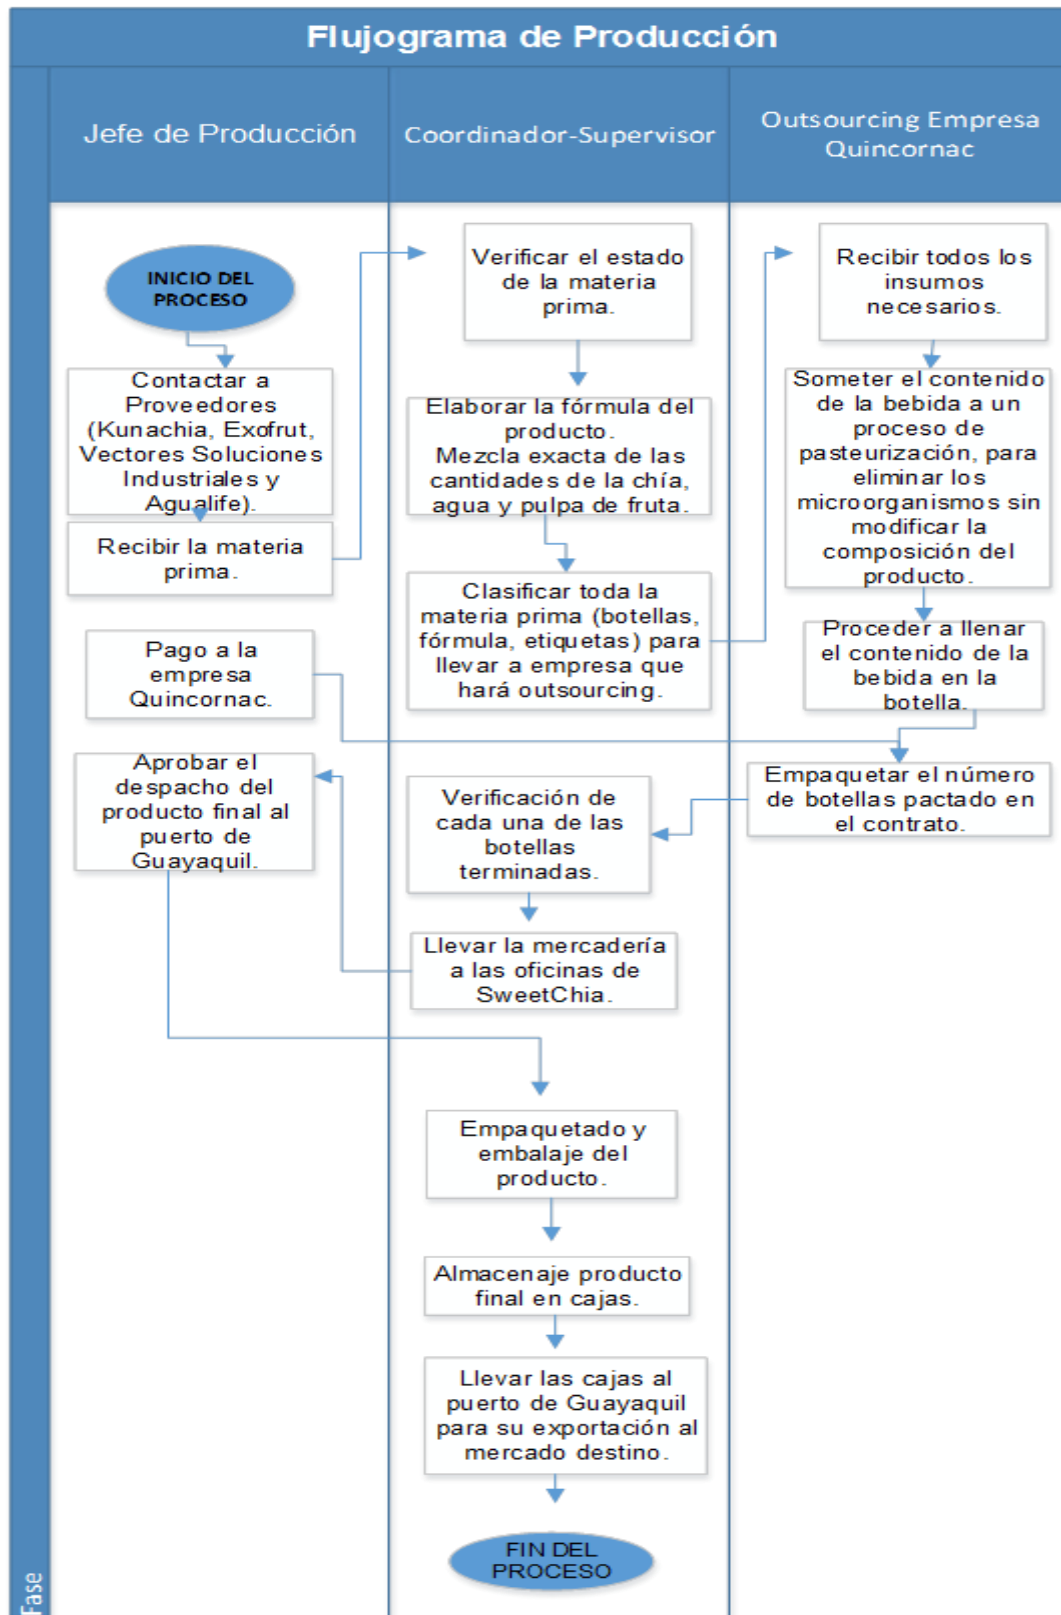 Flujograma de Producción
Jefe de Producción
Coordinador-Supervisor
Outsourcing Empresa
Quincornac
INICIO DEL
PROCESO
Contactar a
Proveedores
(Kunachia, Exofrut,
Vectores Soluciones
Industriales y
Agualife).
Recibir la materia
prima.
Verificar el estado
de la materia
prima.
Elaborar la fórmula del
producto.
Mezcla exacta de las
cantidades de la chía,
agua y pulpa de fruta.
Clasificar toda la
materia prima (botellas,
fórmula, etiquetas) para
llevar a empresa que
hará outsourcing.
Recibir todos los
insumos
necesarios.
Someter el contenido
de la bebida a un
proceso de
pasteurización, para
eliminar los
microorganismos sin
modificar la
composición del
producto.
Proceder a llenar
el contenido de la
bebida en la
botella.
Pago a la
empresa
Quincornac.
Empaquetar el número
de botellas pactado en
el contrato.
Verificación de
cada una de las
botellas
terminadas.
Llevar la mercadería
a las oficinas de
SweetChia.
Aprobar el
despacho del
producto final al
puerto de
Guayaquil.
Empaquetado y
embalaje del
producto.
Almacenaje producto
final en cajas.
Llevar las cajas al
puerto de Guayaquil
para su exportación al
mercado destino.
FIN DEL
PROCESO
Fase